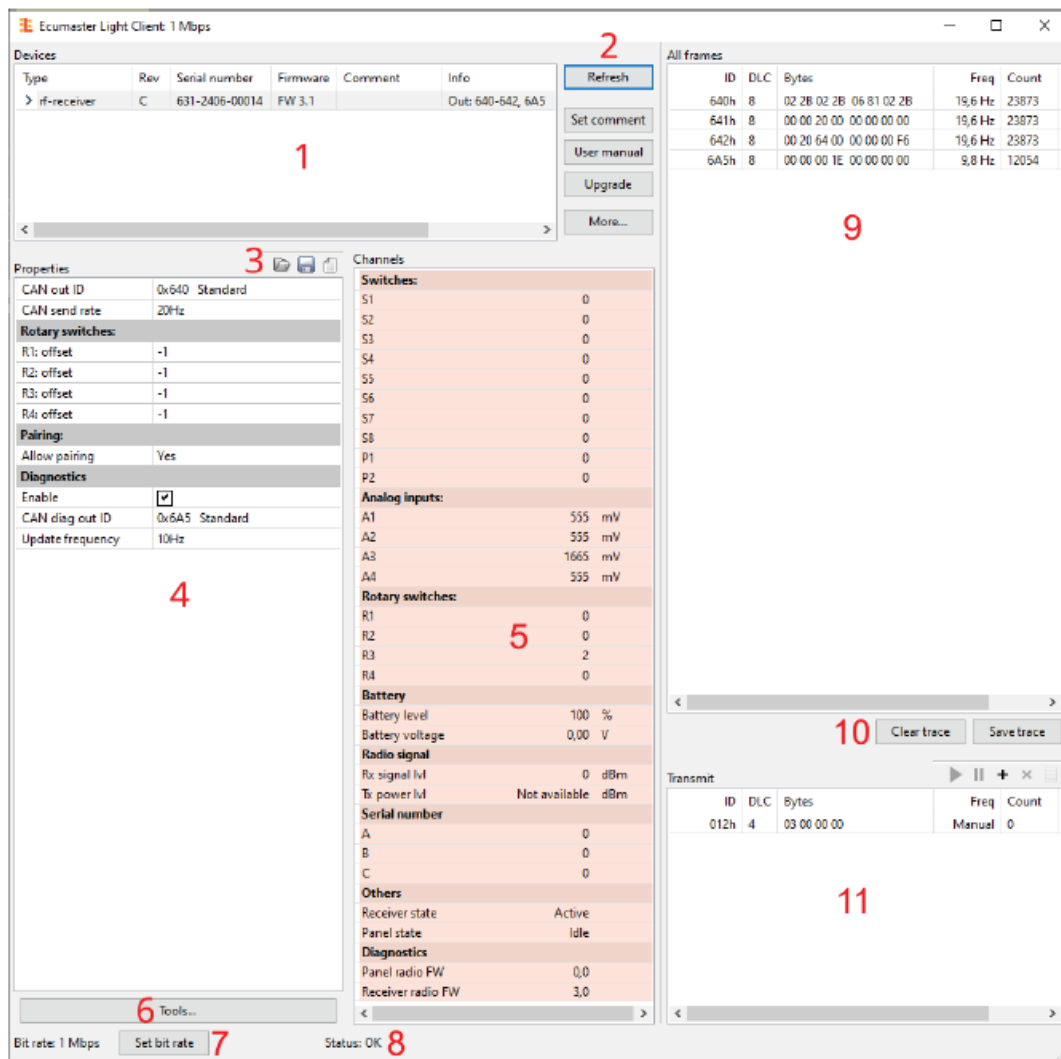 Ecumaster Light Client: 1 Mbps
Devices
Type Rev Serial number Firmware Comment Info
rf-receiver C 631-2406-00014 FW 3.1 Out: 640-642, 6A5
1
2
Refresh
Set comment
User manual
Upgrade
More...
3
Properties
CAN out ID 0x640 Standard
CAN send rate 20Hz
Rotary switches:
R1: offset -1
R2: offset -1
R3: offset -1
R4: offset -1
Pairing:
Allow pairing Yes
Diagnostics
Enable
CAN diag out ID 0x6A5 Standard
Update frequency 10Hz
4
6
Tools...
Channels
Switches:
S1 0
S2 0
S3 0
S4 0
S5 0
S6 0
S7 0
S8 0
P1 0
P2 0
Analog inputs:
A1 555 mV
A2 555 mV
A3 1665 mV
A4 555 mV
Rotary switches:
R1 0
R2 0
R3 2
R4 0
5
Battery
Battery level 100 %
Battery voltage 0,00 V
Radio signal
Rx signal lvl 0 dBm
Tx power lvl Not available dBm
Serial number
A 0
B 0
C 0
Others
Receiver state Active
Panel state Idle
Diagnostics
Panel radio FW 0,0
Receiver radio FW 3,0
All frames
ID DLC Bytes Freq Count
640h 8 02 2B 02 2B 06 81 02 2B 19,6 Hz 23873
641h 8 00 00 20 00 00 00 00 00 19,6 Hz 23873
642h 8 00 20 64 00 00 00 00 F6 19,6 Hz 23873
6A5h 8 00 00 00 1E 00 00 00 00 9,8 Hz 12054
9
10
Clear trace
Save trace
Transmit
ID DLC Bytes Freq Count
012h 4 03 00 00 00 Manual 0
11
Bit rate: 1 Mbps
Set bit rate
7
Status: OK
8